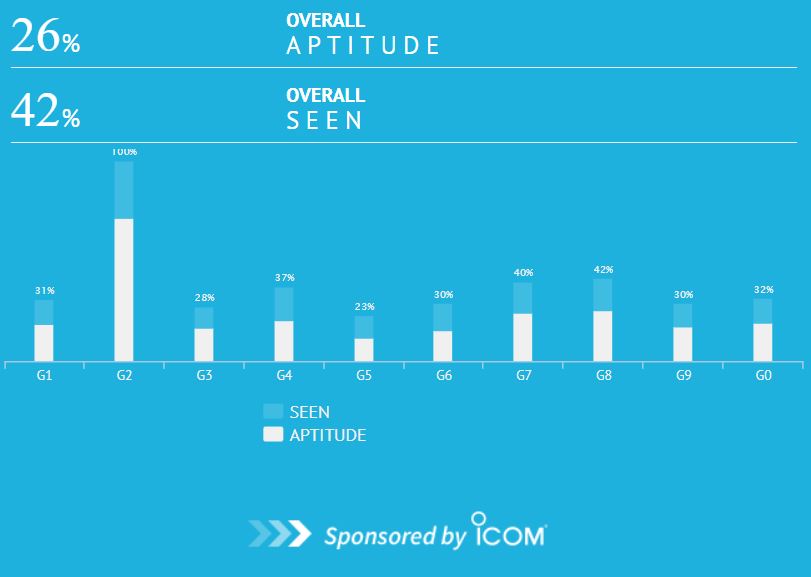 26% OVERALL
APTITUDE
42% OVERALL
SEEN
100%
31% 28% 37% 23% 30% 40% 42% 30% 32%
G1 G2 G3 G4 G5 G6 G7 G8 G9 G0
SEEN
APTITUDE
Sponsored by ICOM